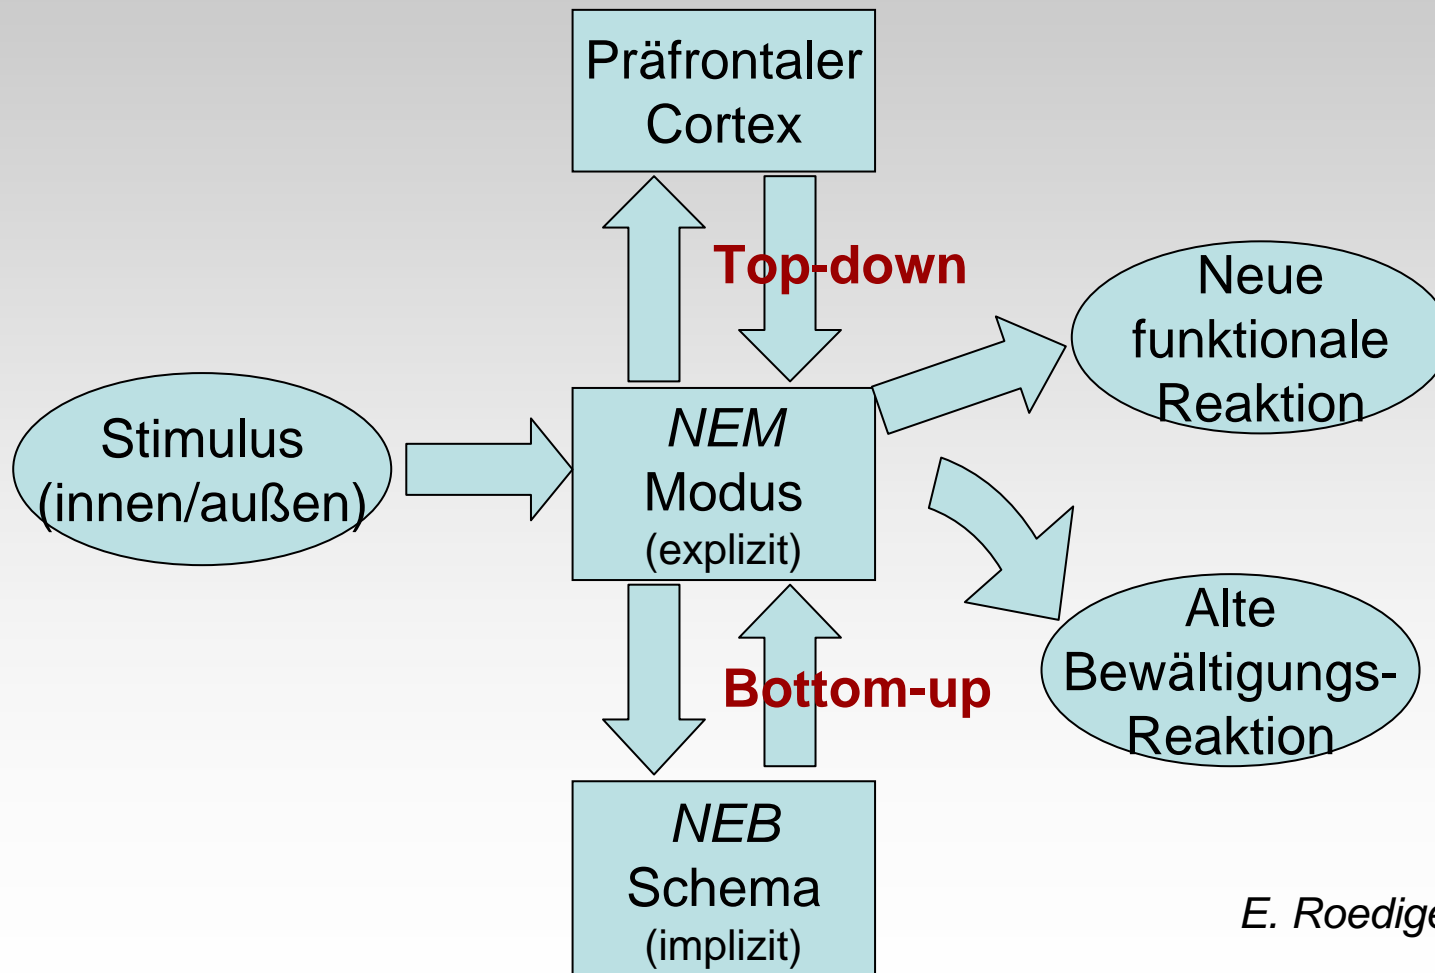 Präfrontaler
Cortex
Top-down
Neue
funktionale
Reaktion
Stimulus
(innen/außen)
NEM
Modus
(explizit)
Alte
Bewältigungs-
Reaktion
Bottom-up
NEB
Schema
(implizit)
E. Roedige